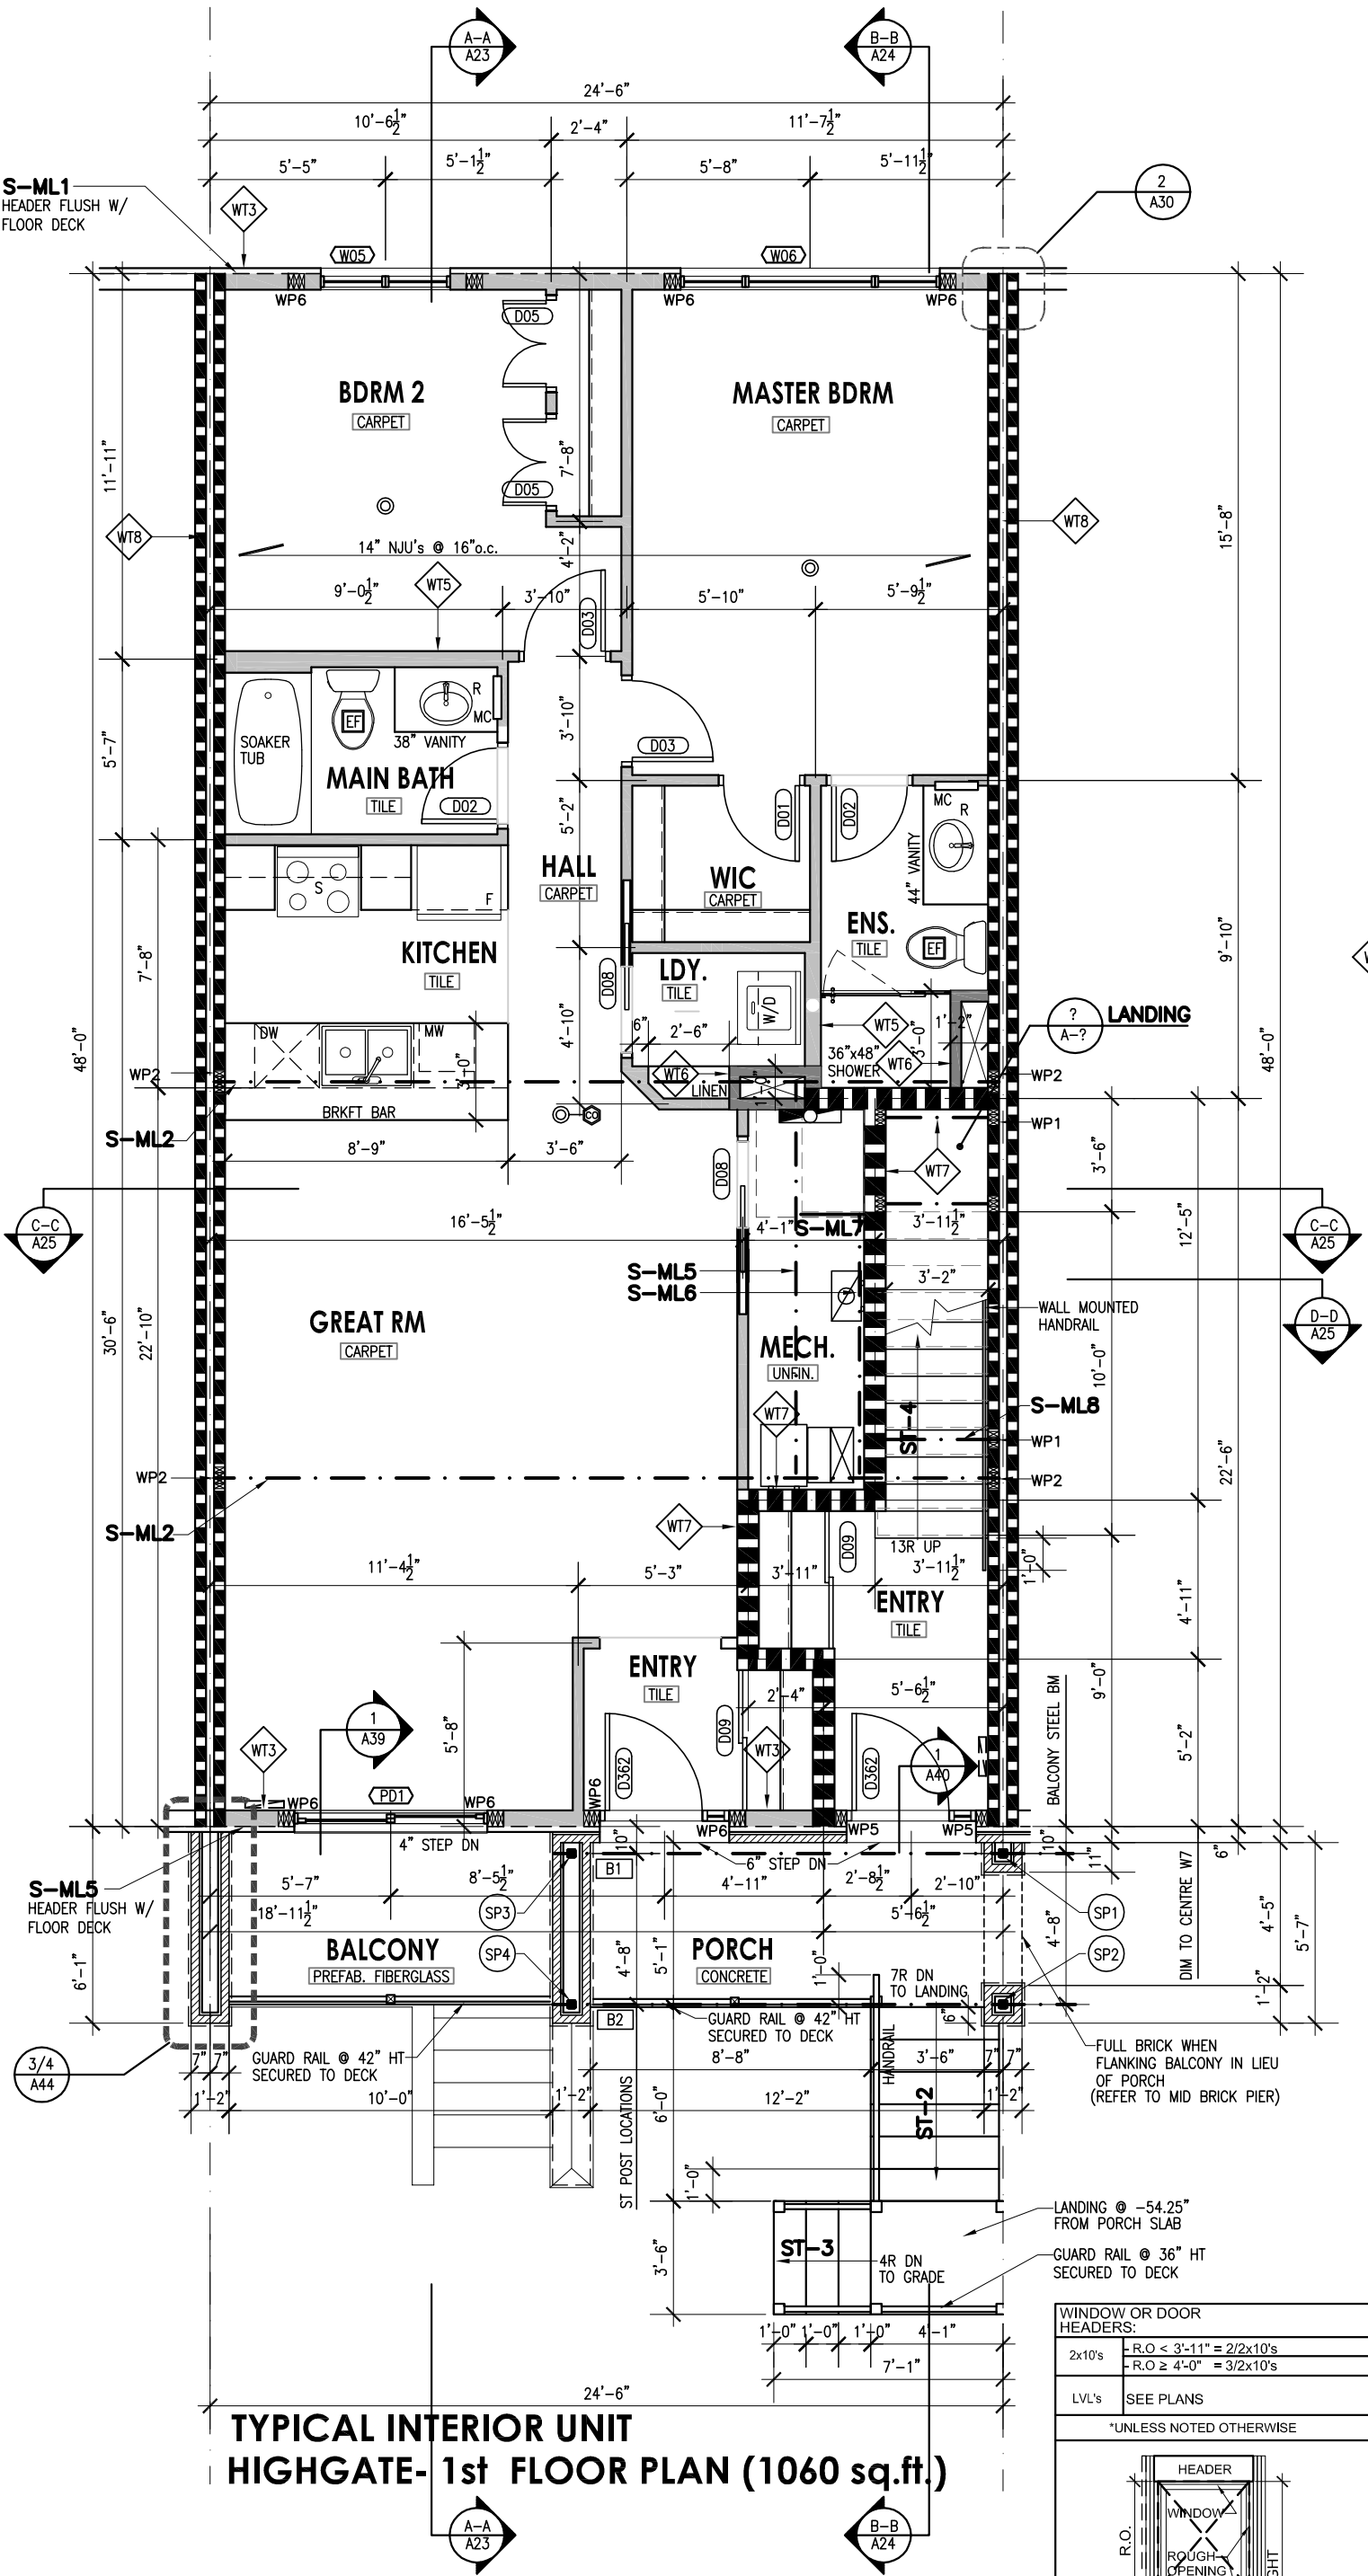 A-A
A23
B-B
A24
24'-6"
10'-6½"
2'-4"
11'-7½"
5'-5"
5'-1½"
5'-8"
5'-11½"
S-ML1
HEADER FLUSH W/
FLOOR DECK
WT3
2
A30
W05
W06
WP6
WP6
WP6
D05
BDRM 2
CARPET
MASTER BDRM
CARPET
11'-11"
7'-8"
D05
15'-8"
WT8
WT8
14" NJU's @ 16"o.c.
4'-2"
WT5
9'-0½"
3'-10"
5'-10"
5'-9½"
D03
SOAKER
TUB
EF
R
MC
38" VANITY
3'-10"
D03
5'-7"
MAIN BATH
TILE
D02
5'-2"
D01
D02
MC
R
44" VANITY
HALL
CARPET
WIC
CARPET
S
F
ENS.
TILE
EF
9'-10"
KITCHEN
TILE
7'-8"
LDY.
TILE
D08
W/D
48'-0"
48'-0"
DW
MW
3'-0"
4'-10"
6"
2'-6"
WT5
1'-2"
3'-0"
36"x48"
SHOWER
WT6
?
A-?
LANDING
WP2
WT6
LINEN
1'-0"
WP2
BRKFT BAR
CO
WP1
S-ML2
8'-9"
3'-6"
D08
WT7
3'-6"
C-C
A25
16'-5½"
4'-1"
S-ML7
3'-11½"
12'-5"
C-C
A25
S-ML5
S-ML6
3'-2"
WALL MOUNTED
HANDRAIL
D-D
A25
GREAT RM
CARPET
30'-6"
22'-10"
MECH.
UNFIN.
10'-0"
WT7
ST-4
S-ML8
WP1
WP2
WP2
22'-6"
S-ML2
WT7
13R UP
D09
11'-4½"
5'-3"
3'-11"
3'-11½"
1'-0"
4'-11"
ENTRY
TILE
ENTRY
TILE
2'-4"
5'-6½"
9'-0"
BALCONY STEEL BM
1
A39
5'-8"
WT3
D09
WT3
D362
D362
1
A40
5'-2"
PD1
WP6
WP6
WP6
WP6
WP5
WP5
4" STEP DN
10"
6" STEP DN
10"
11"
6"
B1
S-ML5
HEADER FLUSH W/
FLOOR DECK
5'-7"
8'-5½"
4'-11"
2'-8½"
2'-10"
SP3
SP1
18'-11½"
5'-6½"
DIM TO CENTRE W7
SP4
SP2
BALCONY
PREFAB. FIBERGLASS
4'-8"
5'-1"
PORCH
CONCRETE
1'-0"
4'-8"
4'-5"
5'-7"
6'-1"
7R DN
TO LANDING
6"
1'-2"
B2
GUARD RAIL @ 42" HT
SECURED TO DECK
HANDRAIL
3/4
A44
7"
7"
GUARD RAIL @ 42" HT
SECURED TO DECK
8'-8"
3'-6"
7"
7"
FULL BRICK WHEN
FLANKING BALCONY IN LIEU
OF PORCH
(REFER TO MID BRICK PIER)
1'-2"
10'-0"
1'-2"
ST POST LOCATIONS
6'-0"
12'-2"
ST-2
1'-2"
1'-0"
LANDING @ -54.25"
FROM PORCH SLAB
3'-6"
ST-3
4R DN
TO GRADE
GUARD RAIL @ 36" HT
SECURED TO DECK
1'-0"
1'-0"
1'-0"
4'-1"
7'-1"
24'-6"
WINDOW OR DOOR
HEADERS:
2x10's
- R.O < 3'-11" = 2/2x10's
- R.O ≥ 4'-0" = 3/2x10's
LVL's
SEE PLANS
*UNLESS NOTED OTHERWISE
TYPICAL INTERIOR UNIT
HIGHGATE- 1st FLOOR PLAN (1060 sq.ft.)
HEADER
WINDOW
R.O.
ROUGH
OPENING
A-A
A23
B-B
A24